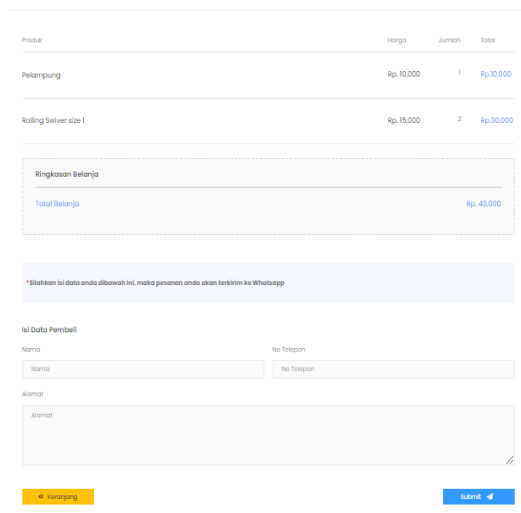 Produk Harga Jumlah Total
Pelampung Rp. 10,000 1 Rp.10,000
Rolling Swiver size 1 Rp. 15,000 2 Rp.30,000
Ringkasan Belanja
Total Belanja Rp. 40,000
*Silahkan isi data anda dibawah ini, maka pesanan anda akan terkirim ke Whatsapp
Isi Data Pembeli
Nama No Telepon
Nama No Telepon
Alamat
Alamat
« Keranjang Submit